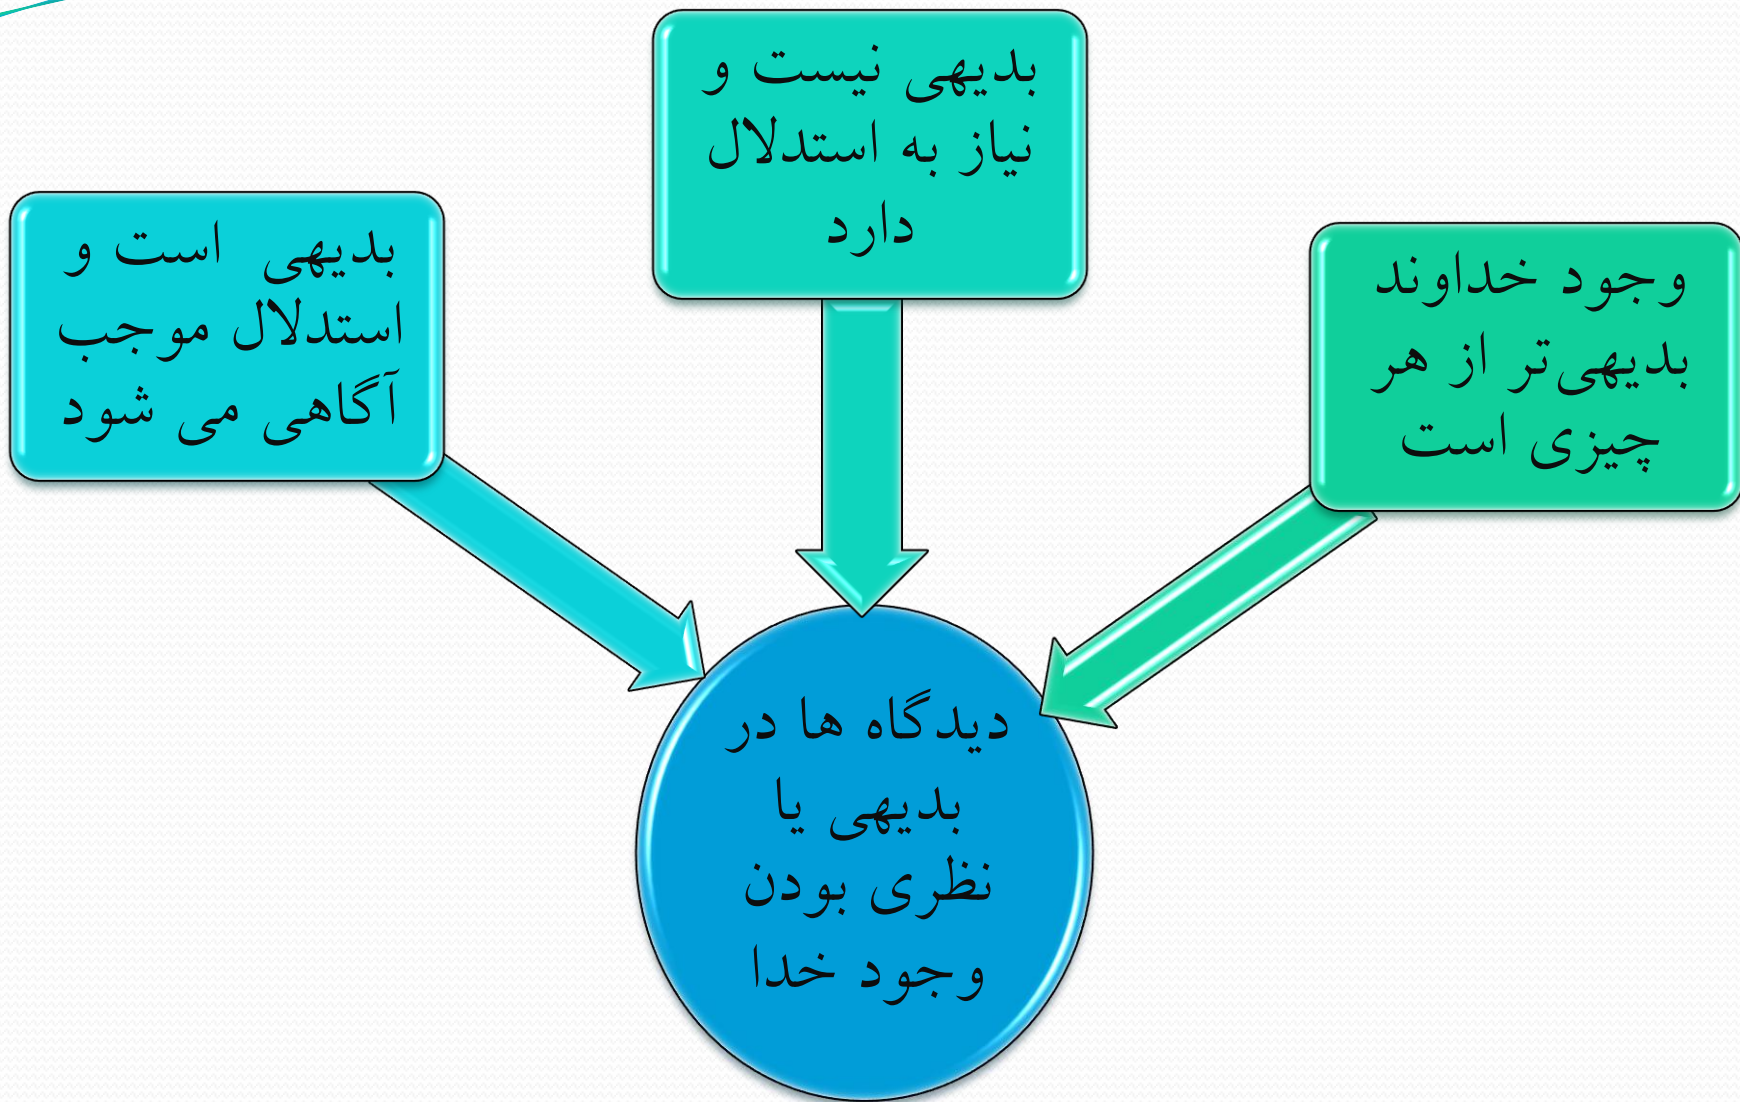 وجود خداوند
بدیهی‌تر از هر
چیزی است
بدیهی نیست و
نیاز به استدلال
دارد
بدیهی است و
استدلال موجب
آگاهی می شود
دیدگاه ها در
بدیهی یا
نظری بودن
وجود خدا